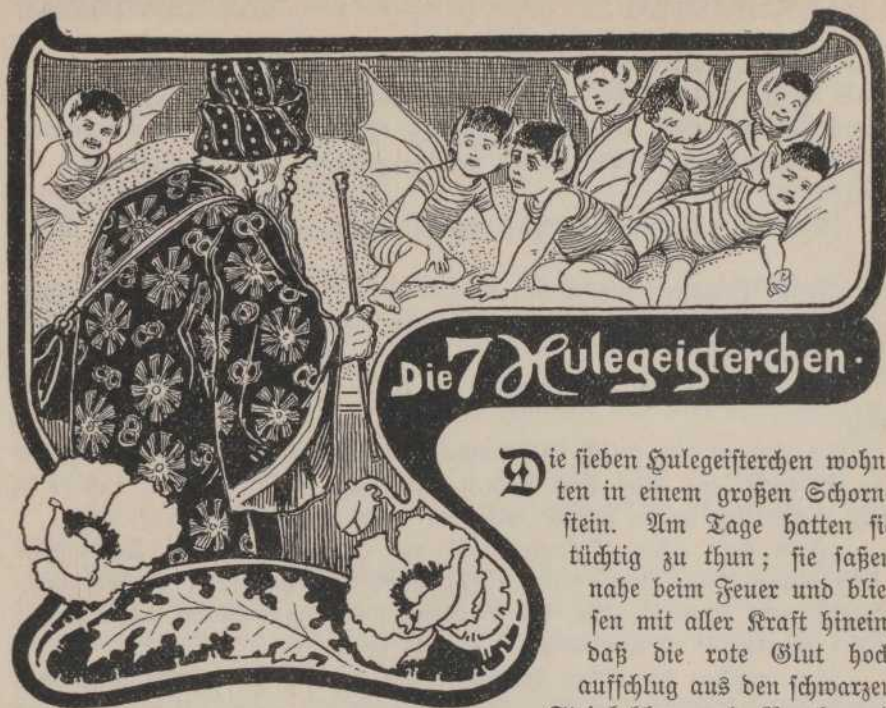 Die 7 Hulegeisterchen.
Die sieben Hulegeisterchen wohn
ten in einem großen Schorn
stein. Am Tage hatten si
tüchtig zu thun; sie saßen
nahe beim Feuer und blie
sen mit aller Kraft hinein
daß die rote Glut hoc
aufschlug aus den schwarzen